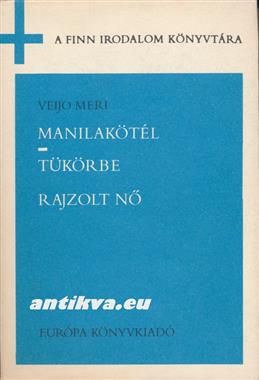 A FINN IRODALOM KÖNYVTÁRA
VEIJO MERI
MANILAKÖTÉL
-
TÜKÖRBE
RAJZOLT NŐ
antikva.eu
EURÓPA KÖNYVKIADÓ